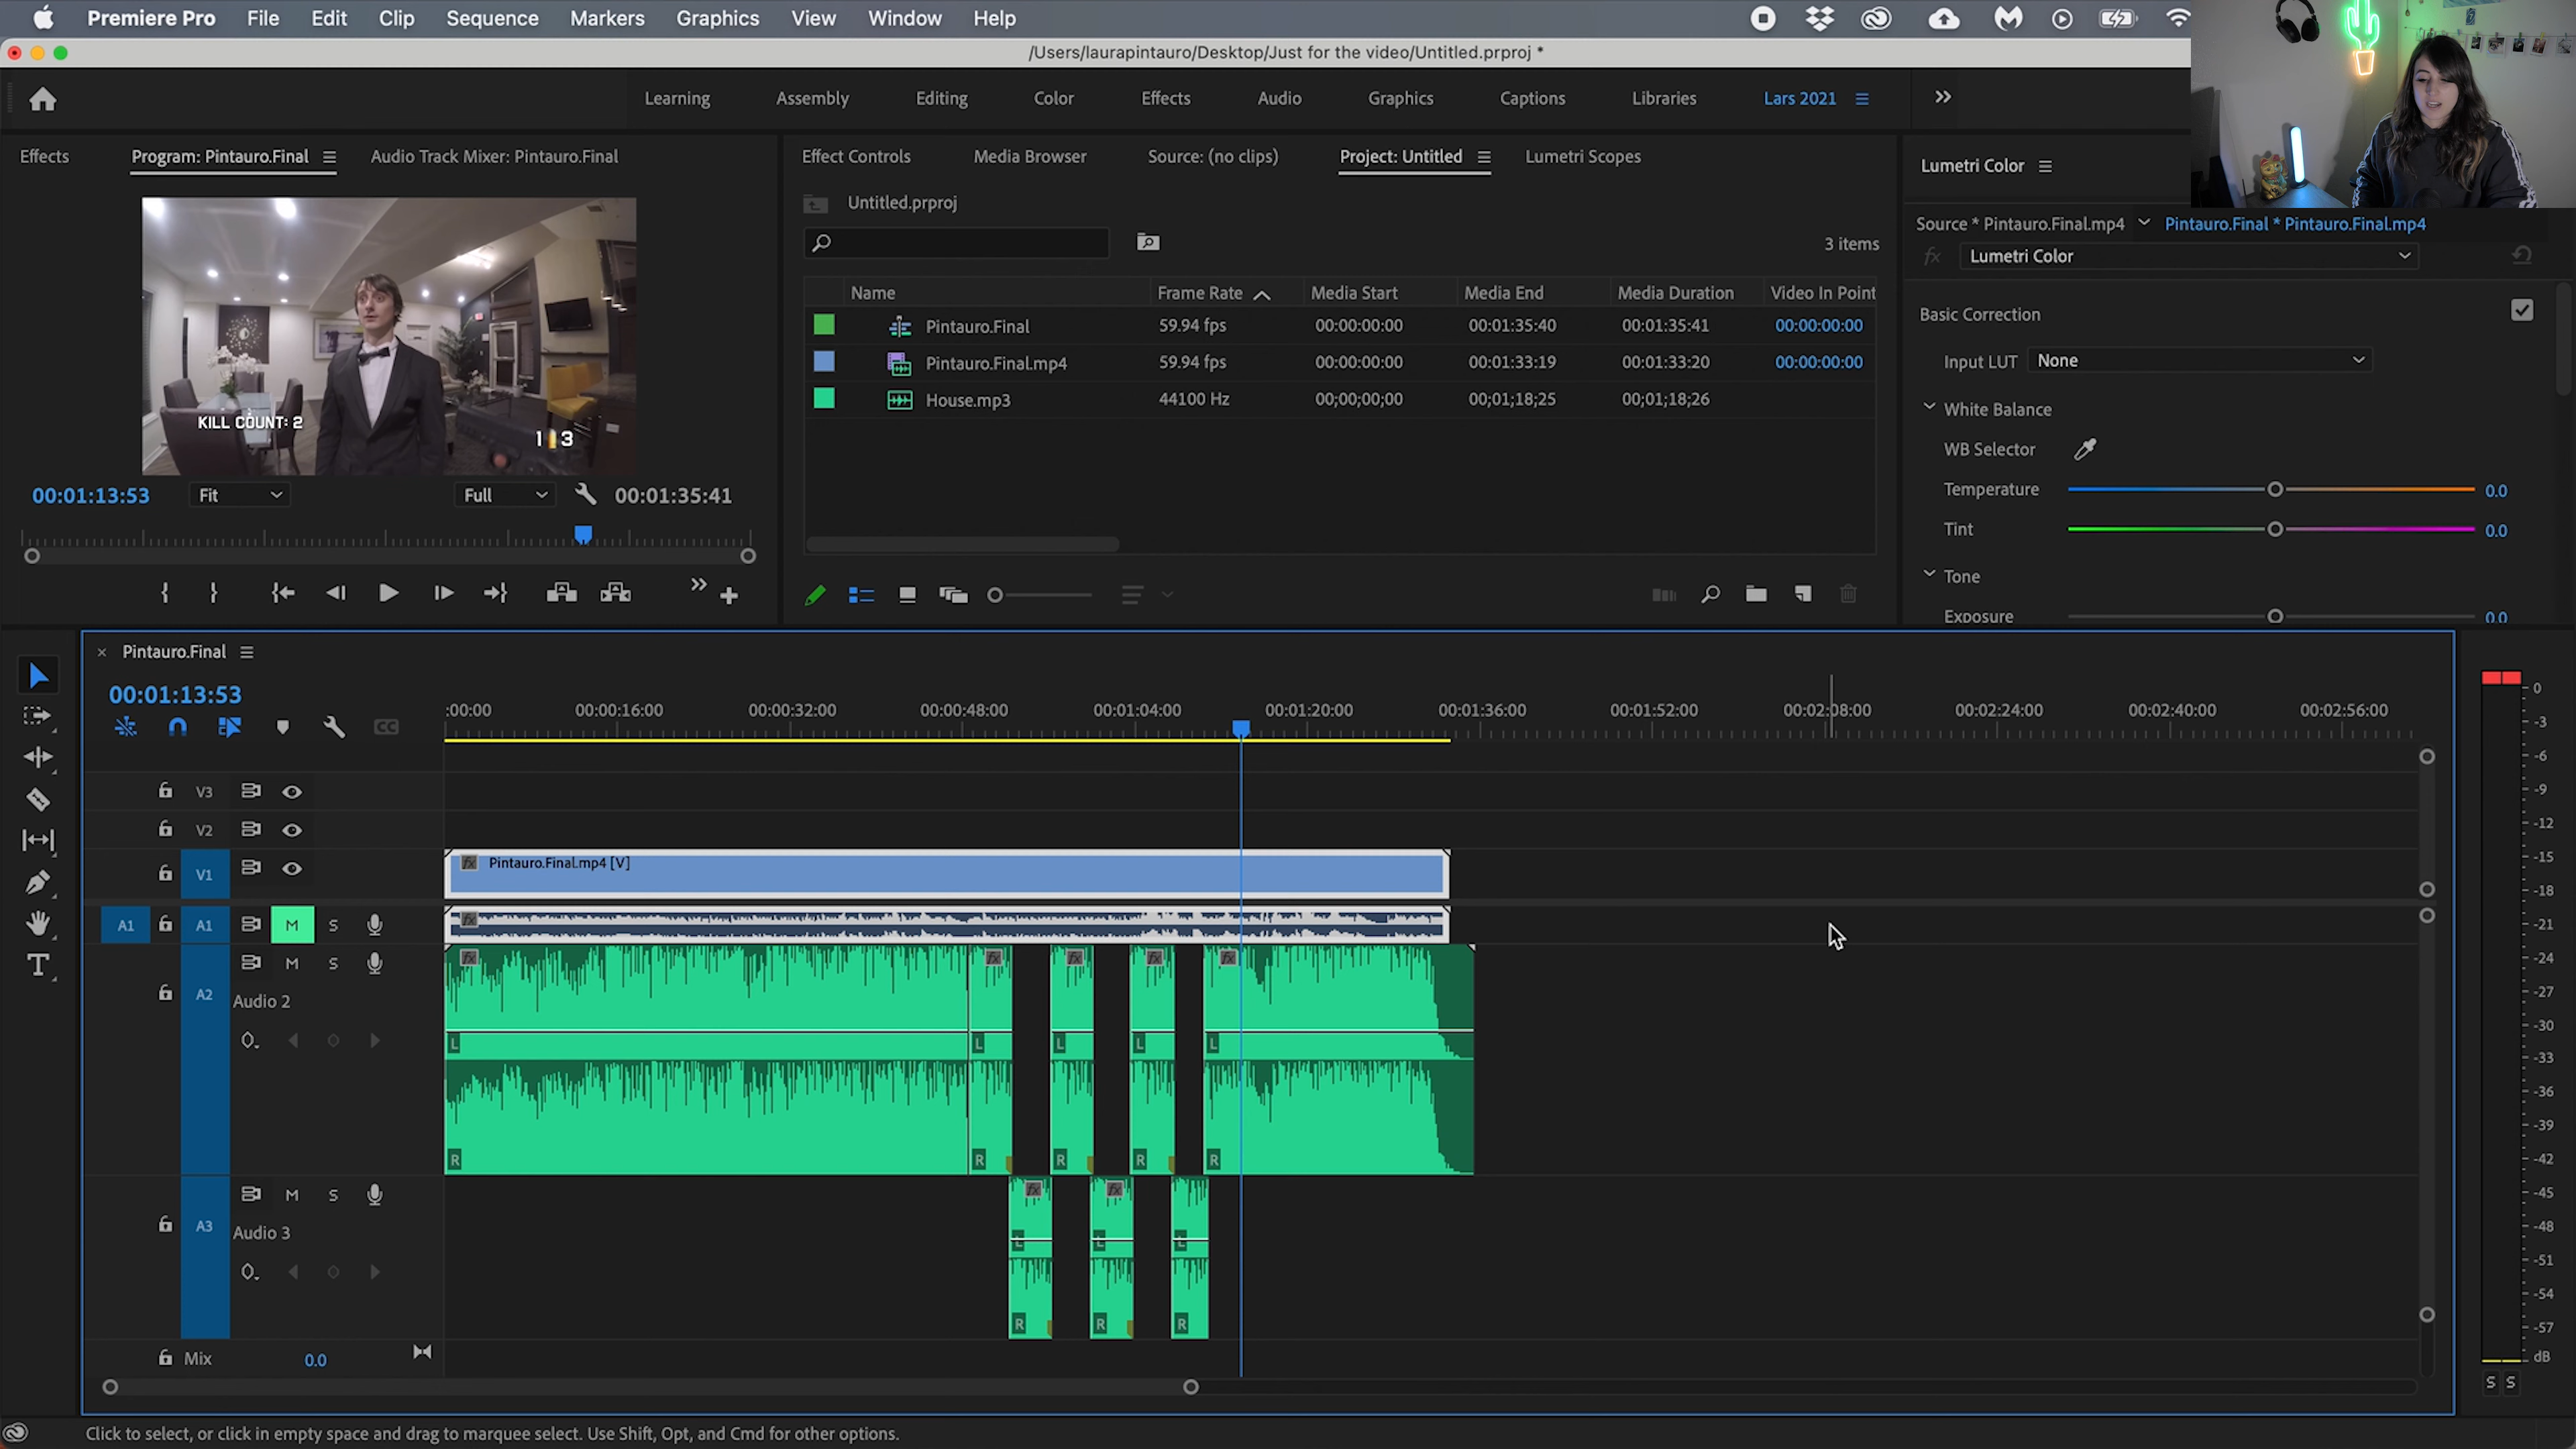 Premiere Pro File Edit Clip Sequence Markers Graphics View Window Help
/Users/laurapintauro/Desktop/Just for the video/Untitled.prproj *
Learning Assembly Editing Color Effects Audio Graphics Captions Libraries Lars 2021
Effects Program: Pintauro.Final Audio Track Mixer: Pintauro.Final
KILL COUNT: 2
1 3
00:01:13:53 Fit Full 00:01:35:41
Effect Controls Media Browser Source: (no clips) Project: Untitled Lumetri Scopes
Untitled.prproj
3 items
Name Frame Rate Media Start Media End Media Duration Video In Point
Pintauro.Final 59.94 fps 00:00:00:00 00:01:35:40 00:01:35:41 00:00:00:00
Pintauro.Final.mp4 59.94 fps 00:00:00:00 00:01:33:19 00:01:33:20 00:00:00:00
House.mp3 44100 Hz 00;00;00;00 00;01;18;25 00;01;18;26
Lumetri Color
Source * Pintauro.Final.mp4 Pintauro.Final * Pintauro.Final.mp4
fx Lumetri Color
Basic Correction
Input LUT None
White Balance
WB Selector
Temperature 0.0
Tint 0.0
Tone
Exposure 0.0
Pintauro.Final
00:01:13:53
:00:00 00:00:16:00 00:00:32:00 00:00:48:00 00:01:04:00 00:01:20:00 00:01:36:00 00:01:52:00 00:02:08:00 00:02:24:00 00:02:40:00 00:02:56:00
CC
V3
V2
V1 fx Pintauro.Final.mp4 [V]
A1 A1 M S fx
M S fx fx fx fx fx
A2 Audio 2
L L L L L
R R R R R
M S fx fx
A3 Audio 3
L L L
R R R
Mix 0.0
0
-3
-6
-9
-12
-15
-18
-21
-24
-27
-30
-33
-36
-39
-42
-45
-48
-51
-54
-57
dB
S S
Click to select, or click in empty space and drag to marquee select. Use Shift, Opt, and Cmd for other options.